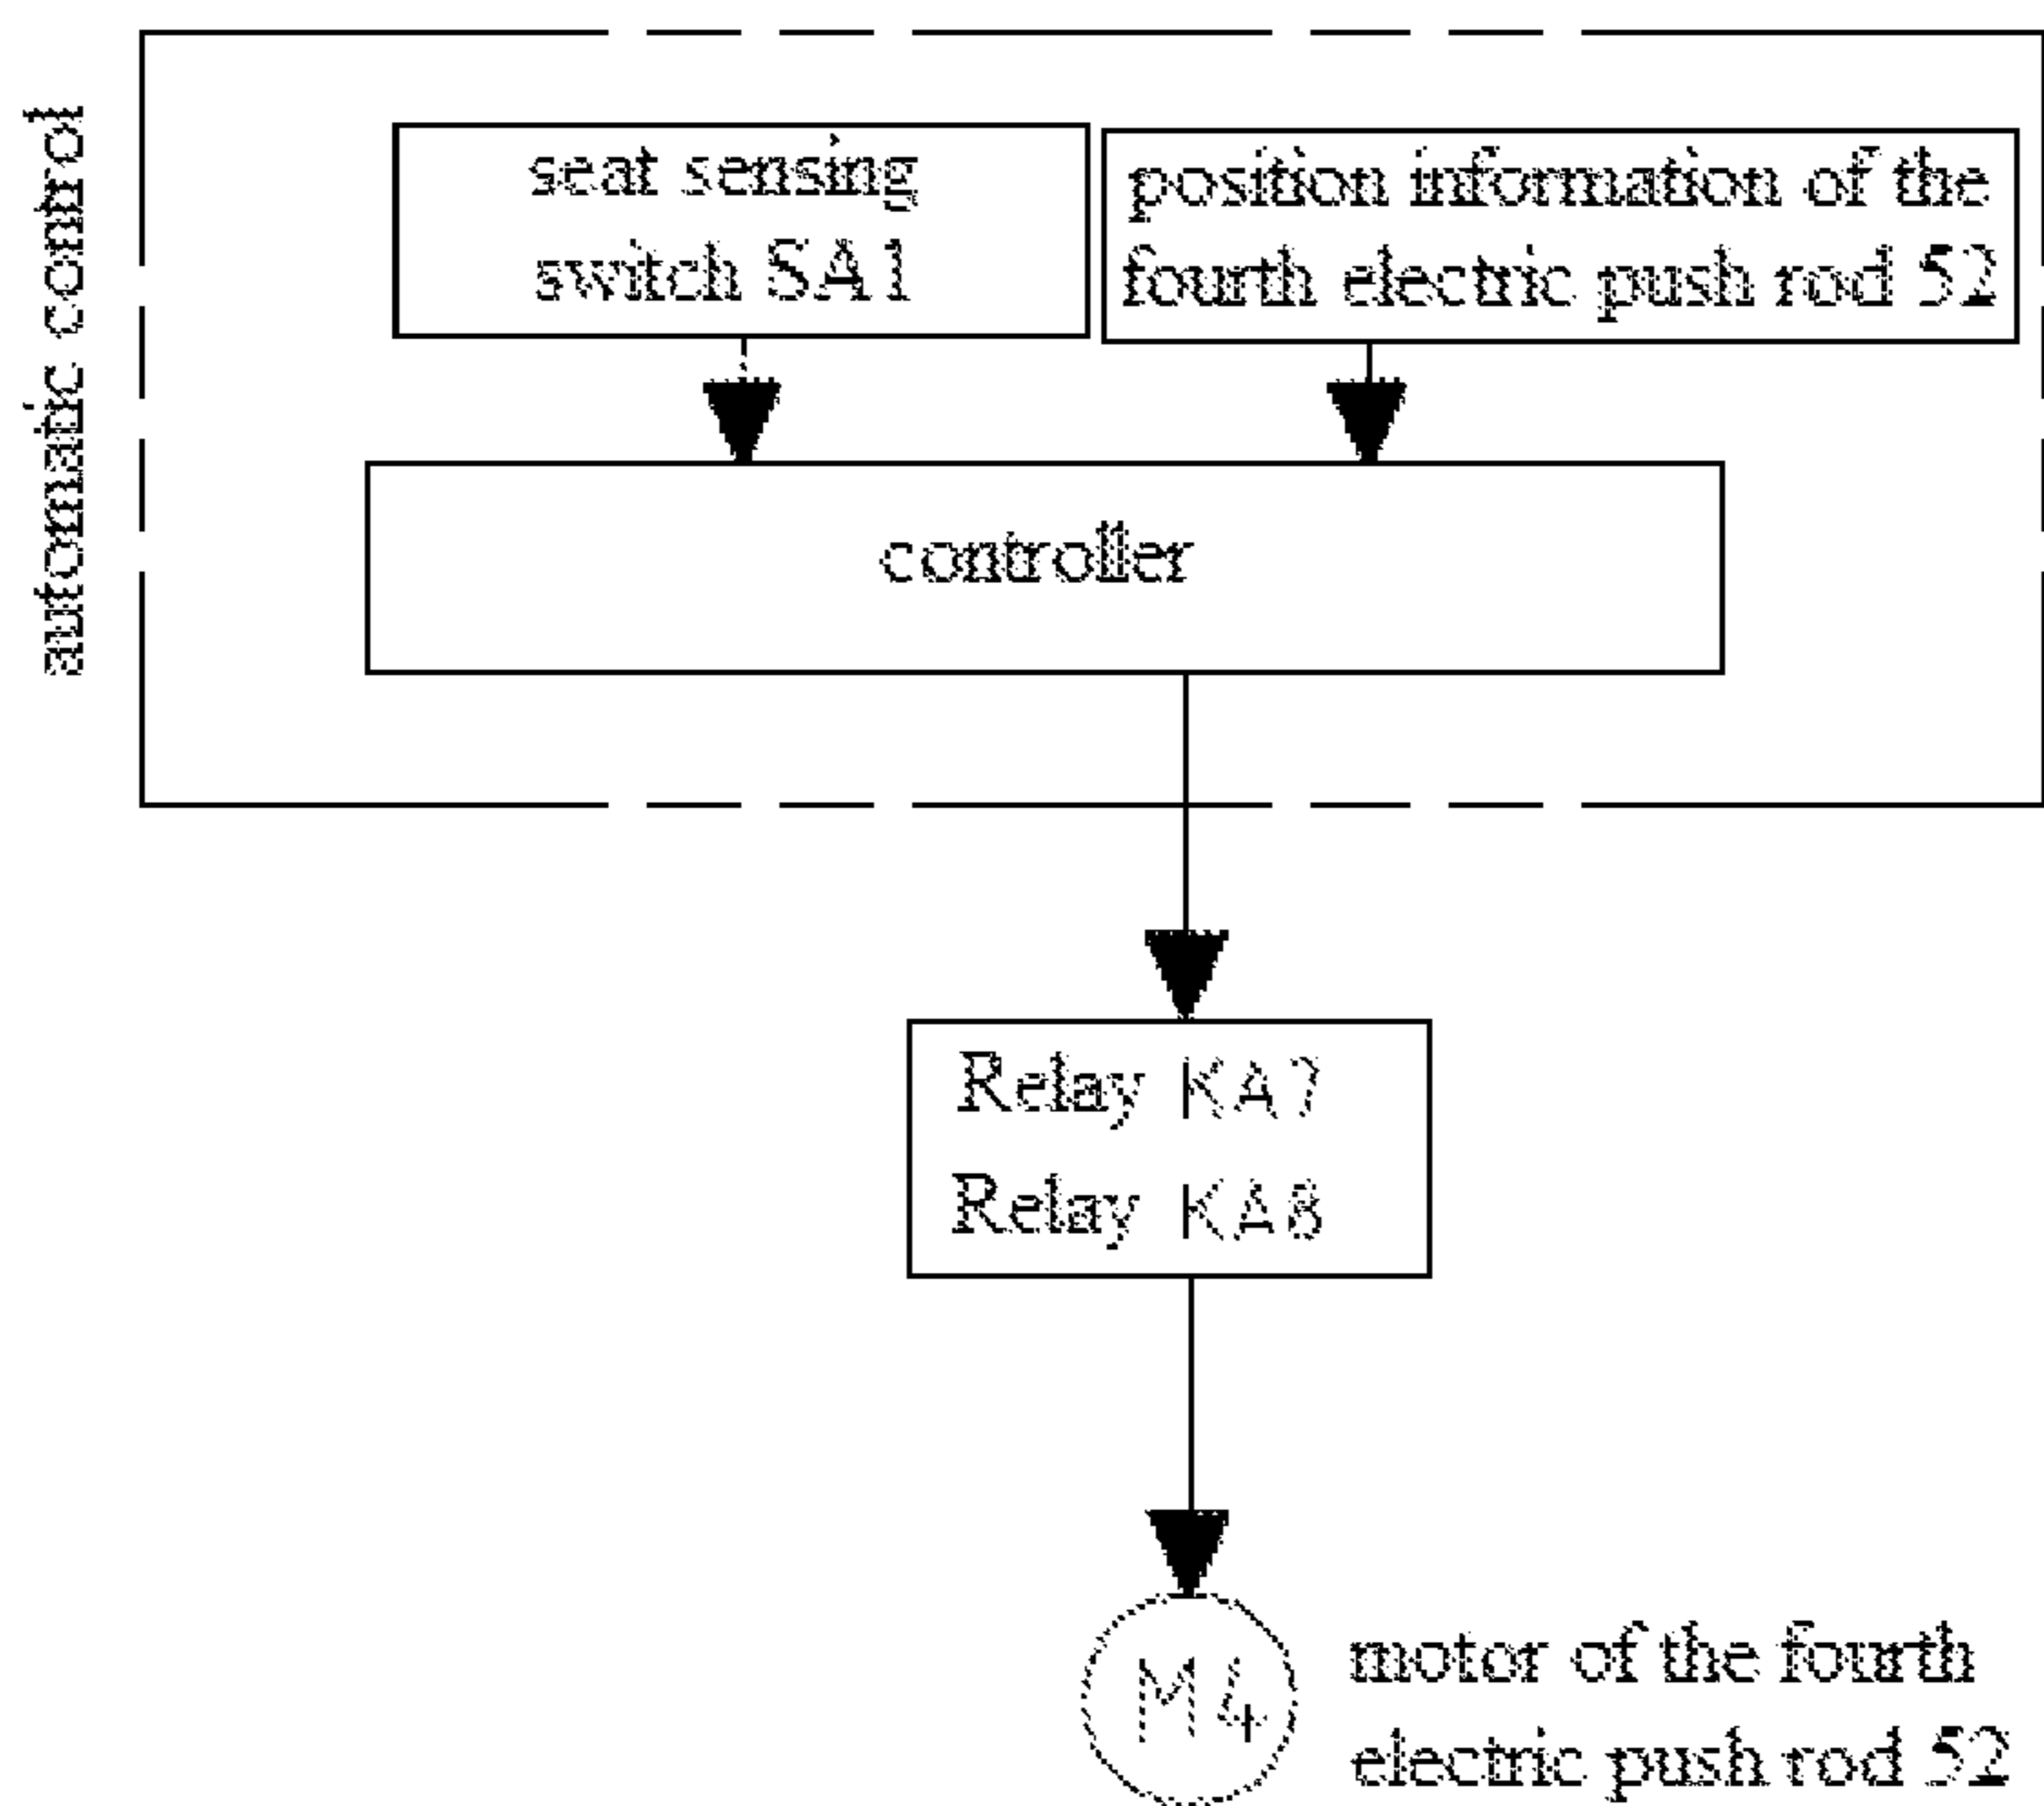 automatic control
seat sensing
switch SA1
position information of the
fourth electric push rod 52
controller
Relay KA7
Relay KA8
M4
motor of the fourth
electric push rod 52